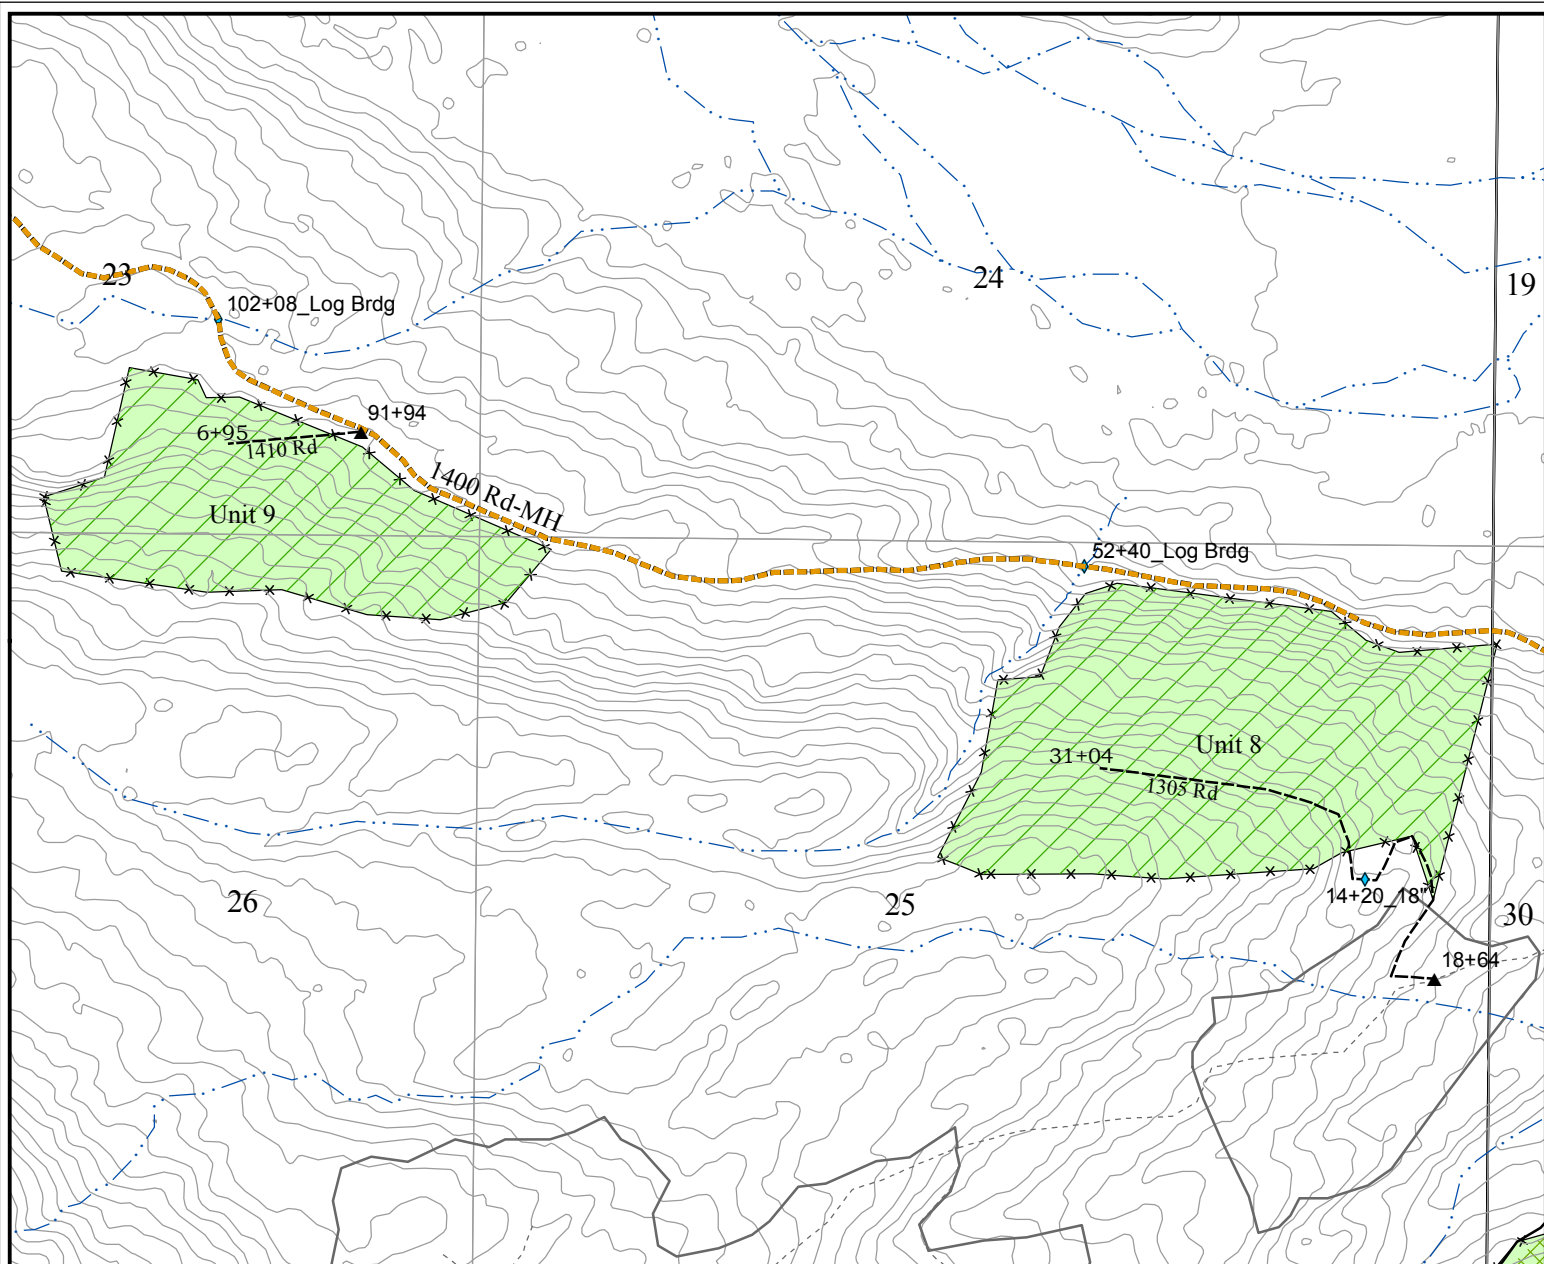 23
24
19
102+08_Log Brdg
91+94
6+95
1410 Rd
1400 Rd-MH
Unit 9
52+40_Log Brdg
Unit 8
31+04
1305 Rd
14+20_18"
26
25
30
18+64